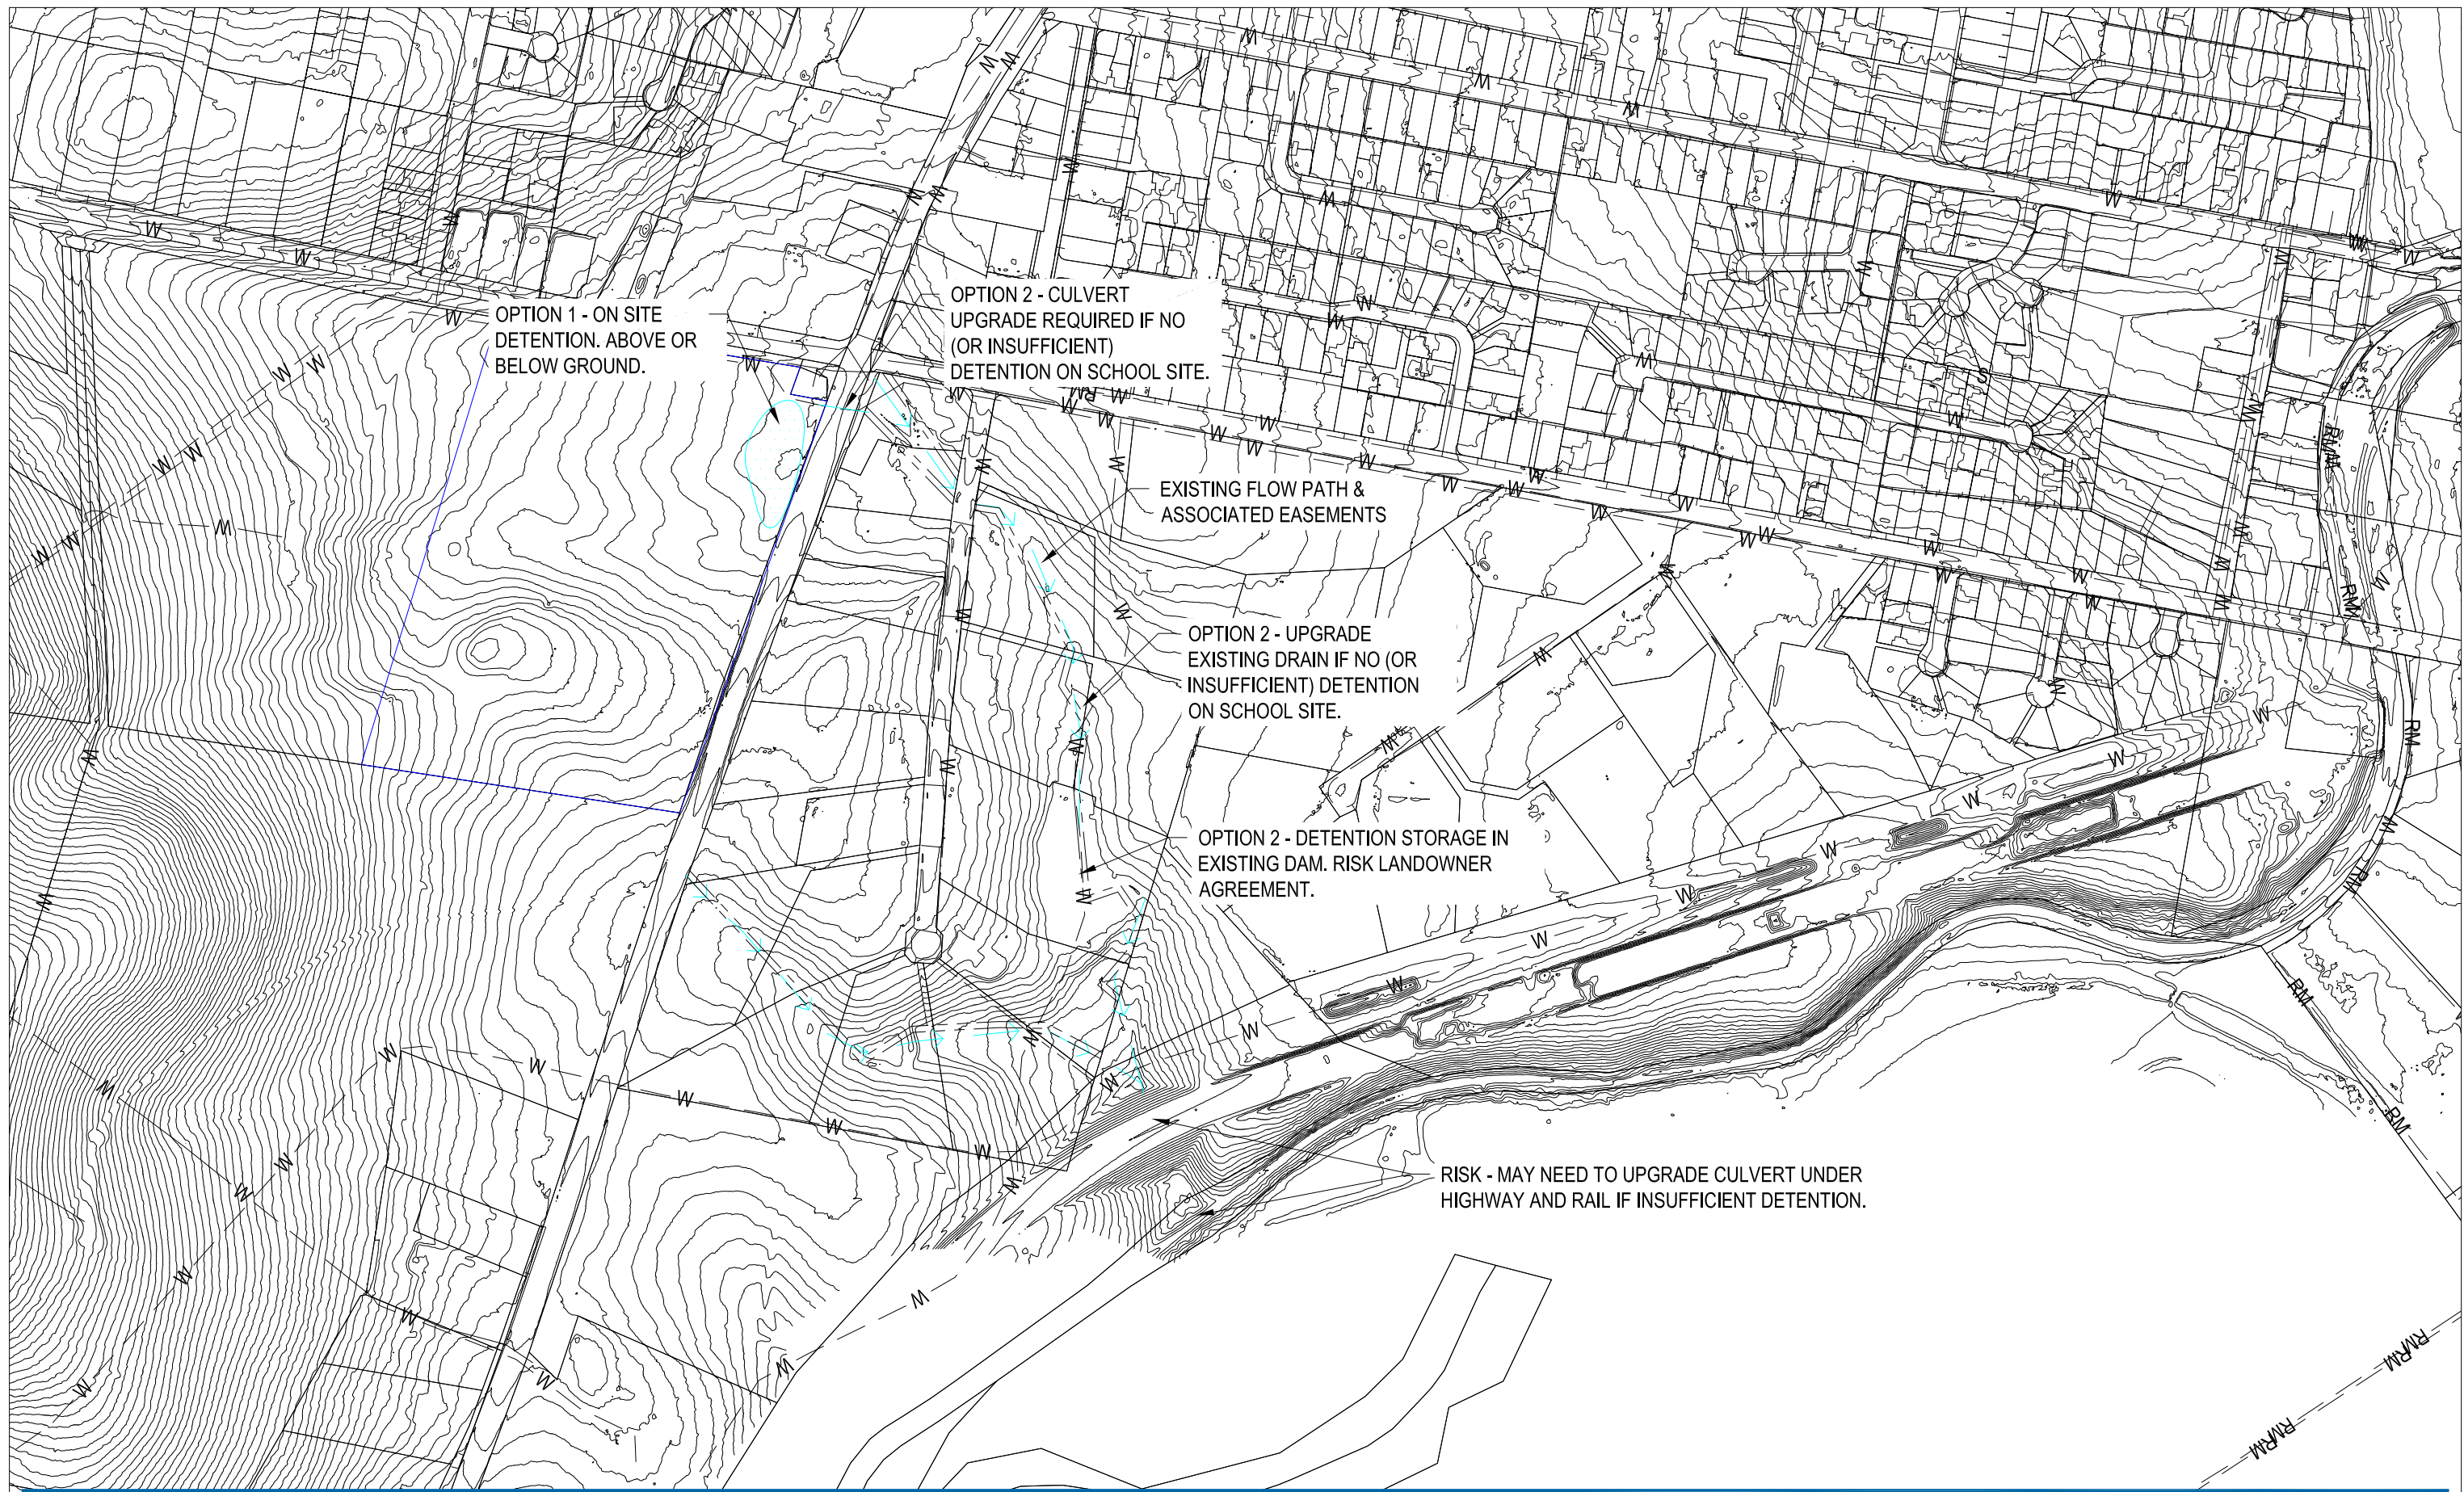 OPTION 1 - ON SITE
DETENTION. ABOVE OR
BELOW GROUND.
OPTION 2 - CULVERT
UPGRADE REQUIRED IF NO
(OR INSUFFICIENT)
DETENTION ON SCHOOL SITE.
EXISTING FLOW PATH &
ASSOCIATED EASEMENTS
OPTION 2 - UPGRADE
EXISTING DRAIN IF NO (OR
INSUFFICIENT) DETENTION
ON SCHOOL SITE.
OPTION 2 - DETENTION STORAGE IN
EXISTING DAM. RISK LANDOWNER
AGREEMENT.
RISK - MAY NEED TO UPGRADE CULVERT UNDER
HIGHWAY AND RAIL IF INSUFFICIENT DETENTION.